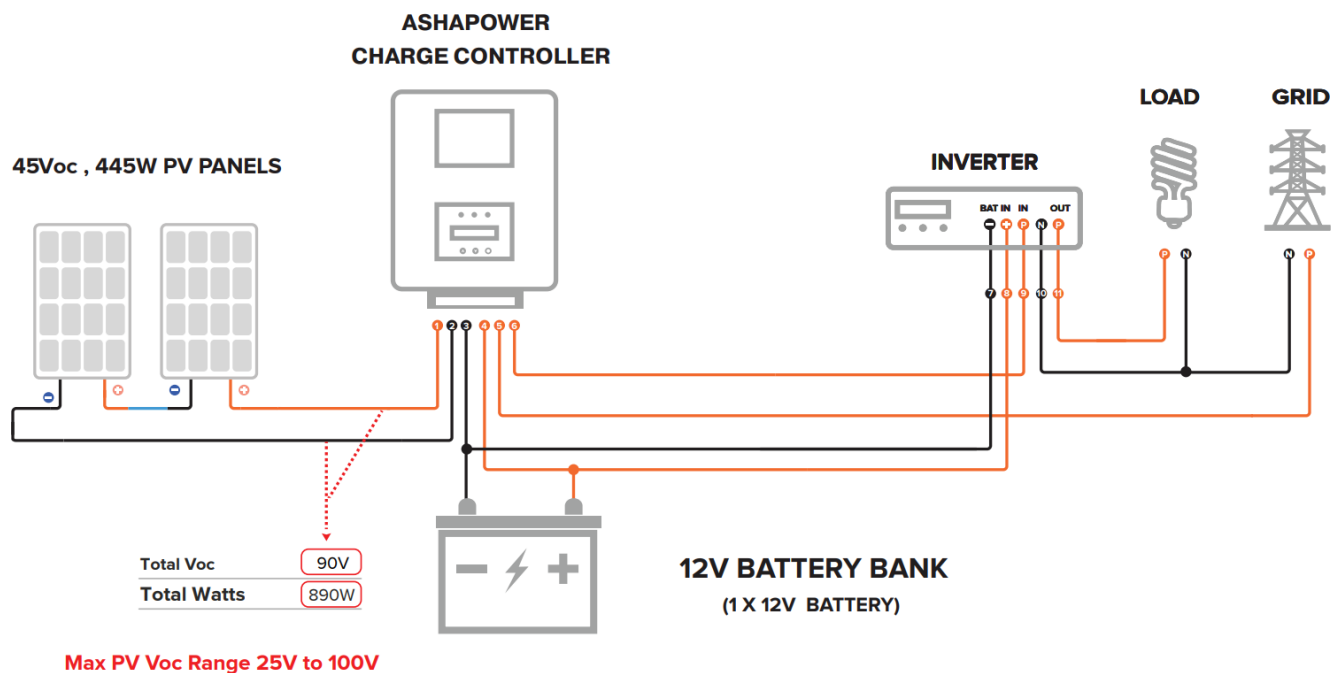 ASHAPOWER
CHARGE CONTROLLER
LOAD
GRID
45Voc , 445W PV PANELS
INVERTER
BAT IN IN OUT
− + P N P
P N
N P
7 8 9 10 11
1 2 3 4 5 6
− + − +
− +
Total Voc 90V
Total Watts 890W
12V BATTERY BANK
(1 X 12V BATTERY)
Max PV Voc Range 25V to 100V